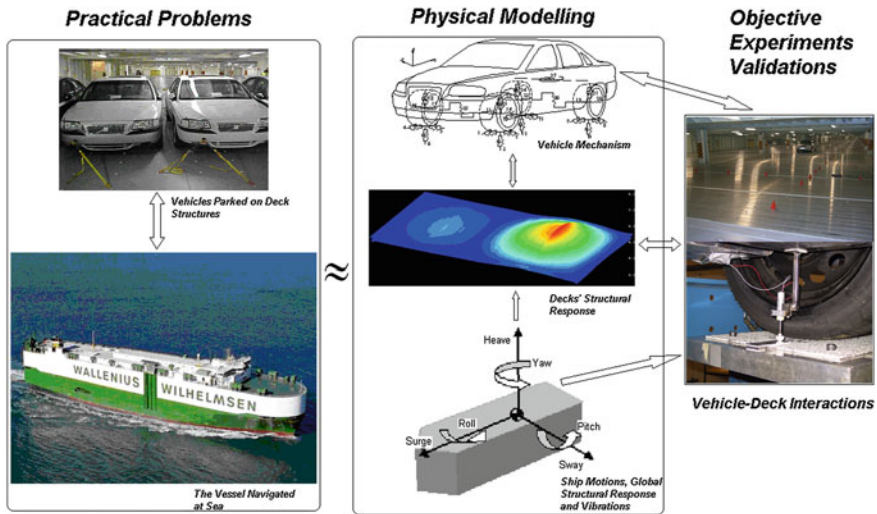 Practical Problems
Physical Modelling
Objective
Experiments
Validations
Vehicles Parked on Deck
Structures
WALLENIUS
WILHELMSEN
The Vessel Navigated
at Sea
≈
Vehicle Mechanism
Decks' Structural
Response
Heave
Yaw
Roll
Pitch
Surge
Sway
Ship Motions, Global
Structural Response
and Vibrations
Vehicle-Deck Interactions